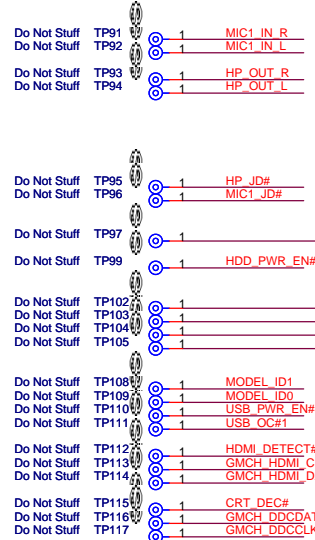 Do Not Stuff TP91 1 MIC1_IN_R
Do Not Stuff TP92 1 MIC1_IN_L
Do Not Stuff TP93 1 HP_OUT_R
Do Not Stuff TP94 1 HP_OUT_L
Do Not Stuff TP95 1 HP_JD#
Do Not Stuff TP96 1 MIC1_JD#
Do Not Stuff TP97 1
Do Not Stuff TP99 1 HDD_PWR_EN#
Do Not Stuff TP102 1
Do Not Stuff TP103 1
Do Not Stuff TP104 1
Do Not Stuff TP105 1
Do Not Stuff TP108 1 MODEL_ID1
Do Not Stuff TP109 1 MODEL_ID0
Do Not Stuff TP110 1 USB_PWR_EN#
Do Not Stuff TP111 1 USB_OC#1
Do Not Stuff TP112 1 HDMI_DETECT#
Do Not Stuff TP113 1 GMCH_HDMI_C
Do Not Stuff TP114 1 GMCH_HDMI_D
Do Not Stuff TP115 1 CRT_DEC#
Do Not Stuff TP116 1 GMCH_DDCDAT
Do Not Stuff TP117 1 GMCH_DDCCLK